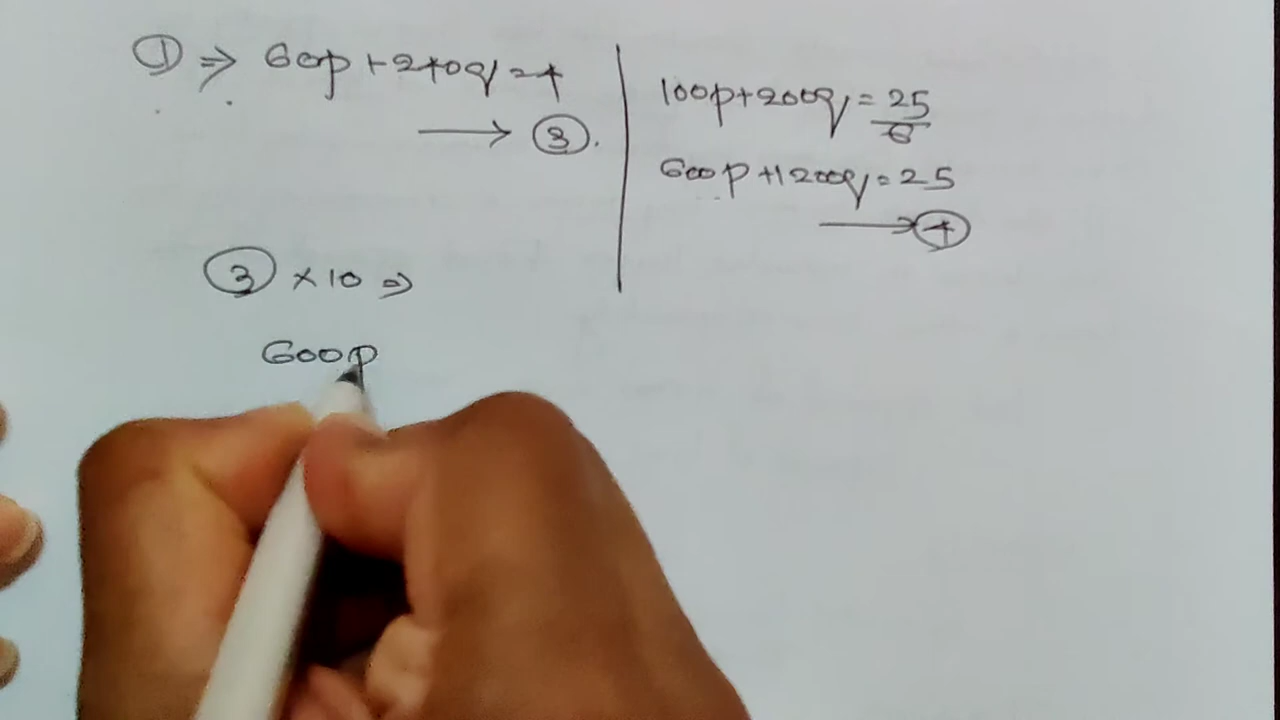 ① ⇒ 60p + 240q = 4
⟶ ③.
100p + 200q = 25/6
600p + 1200q = 25
⟶ ④
③ × 10 ⇒
600p